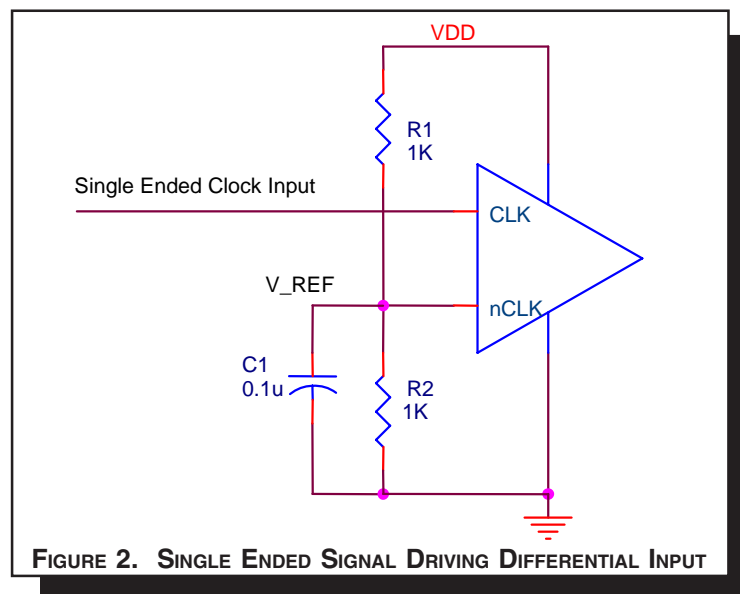 VDD
R1
1K
Single Ended Clock Input
CLK
V_REF
nCLK
C1
0.1u
R2
1K
FIGURE 2. SINGLE ENDED SIGNAL DRIVING DIFFERENTIAL INPUT